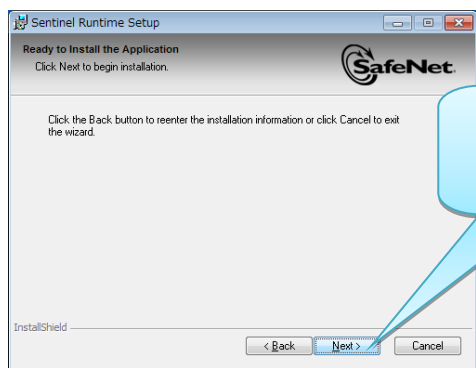 Sentinel Runtime Setup
Ready to Install the Application
Click Next to begin installation.
SafeNet.
Click the Back button to reenter the installation information or click Cancel to exit
the wizard.
InstallShield
< Back
Next >
Cancel